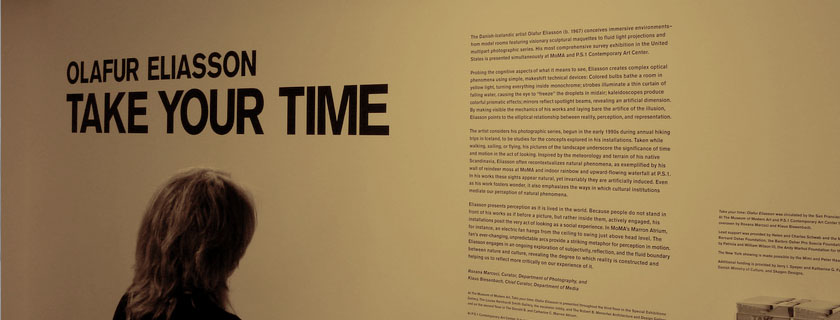 OLAFUR ELIASSON
TAKE YOUR TIME
The Danish-Icelandic artist Olafur Eliasson (b. 1967) conceives immersive environments—
from model rooms featuring visionary sculptural maquettes to fluid light projections and
multipart photographic series. His most comprehensive survey exhibition in the United
States is presented simultaneously at MoMA and P.S.1 Contemporary Art Center.
Probing the cognitive aspects of what it means to see, Eliasson creates complex optical
phenomena using simple, makeshift technical devices: Colored bulbs bathe a room in
yellow light, turning everything inside monochrome; strobes illuminate a thin curtain of
falling water, causing the eye to "freeze" the droplets in midair; kaleidoscopes produce
colorful prismatic effects; mirrors reflect spotlight beams, revealing an artificial dimension.
By making visible the mechanics of his works and laying bare the artifice of the illusion,
Eliasson points to the elliptical relationship between reality, perception, and representation.
The artist considers his photographic series, begun in the early 1990s during annual hiking
trips in Iceland, to be studies for the concepts explored in his installations. Taken while
walking, sailing, or flying, his pictures of the landscape underscore the significance of time
and motion in the act of looking. Inspired by the meteorology and terrain of his native
Scandinavia, Eliasson often recontextualizes natural phenomena, as exemplified by his
wall of reindeer moss at MoMA and indoor rainbow and upward-flowing waterfall at P.S.1.
In his works these sights appear natural, yet invariably they are artificially induced. Even
as his work fosters wonder, it also emphasizes the ways in which cultural institutions
mediate our perception of natural phenomena.
Eliasson presents perception as it is lived in the world. Because people do not stand in
front of his works as if before a picture, but rather inside them, actively engaged, his
installations posit the very act of looking as a social experience. In MoMA's Marron Atrium,
for instance, an electric fan hangs from the ceiling to swing just above head level. The
fan's ever-changing, unpredictable arcs provide a striking metaphor for perception in motion.
Eliasson engages in an ongoing exploration of subjectivity, reflection, and the fluid boundary
between nature and culture, revealing the degree to which reality is constructed and
helping us to reflect more critically on our experience of it.
Roxana Marcoci, Curator, Department of Photography, and
Klaus Biesenbach, Chief Curator, Department of Media